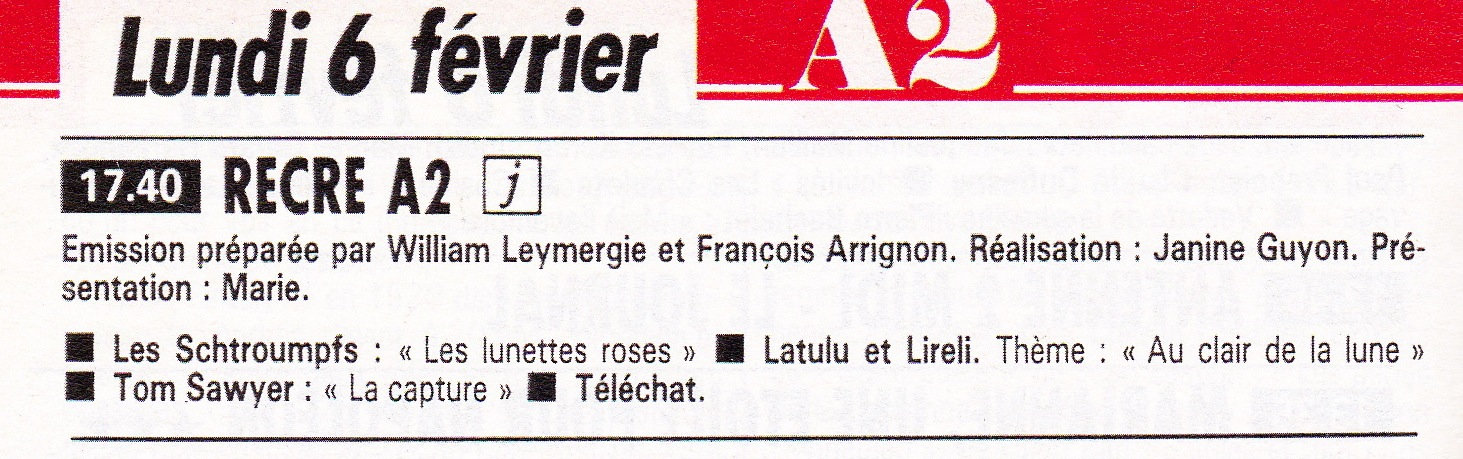 Lundi 6 février A2
17.40 RECRE A2 j
Emission préparée par William Leymergie et François Arrignon. Réalisation : Janine Guyon. Pré-
sentation : Marie.
■ Les Schtroumpfs : « Les lunettes roses » ■ Latulu et Lireli. Thème : « Au clair de la lune »
■ Tom Sawyer : « La capture » ■ Téléchat.